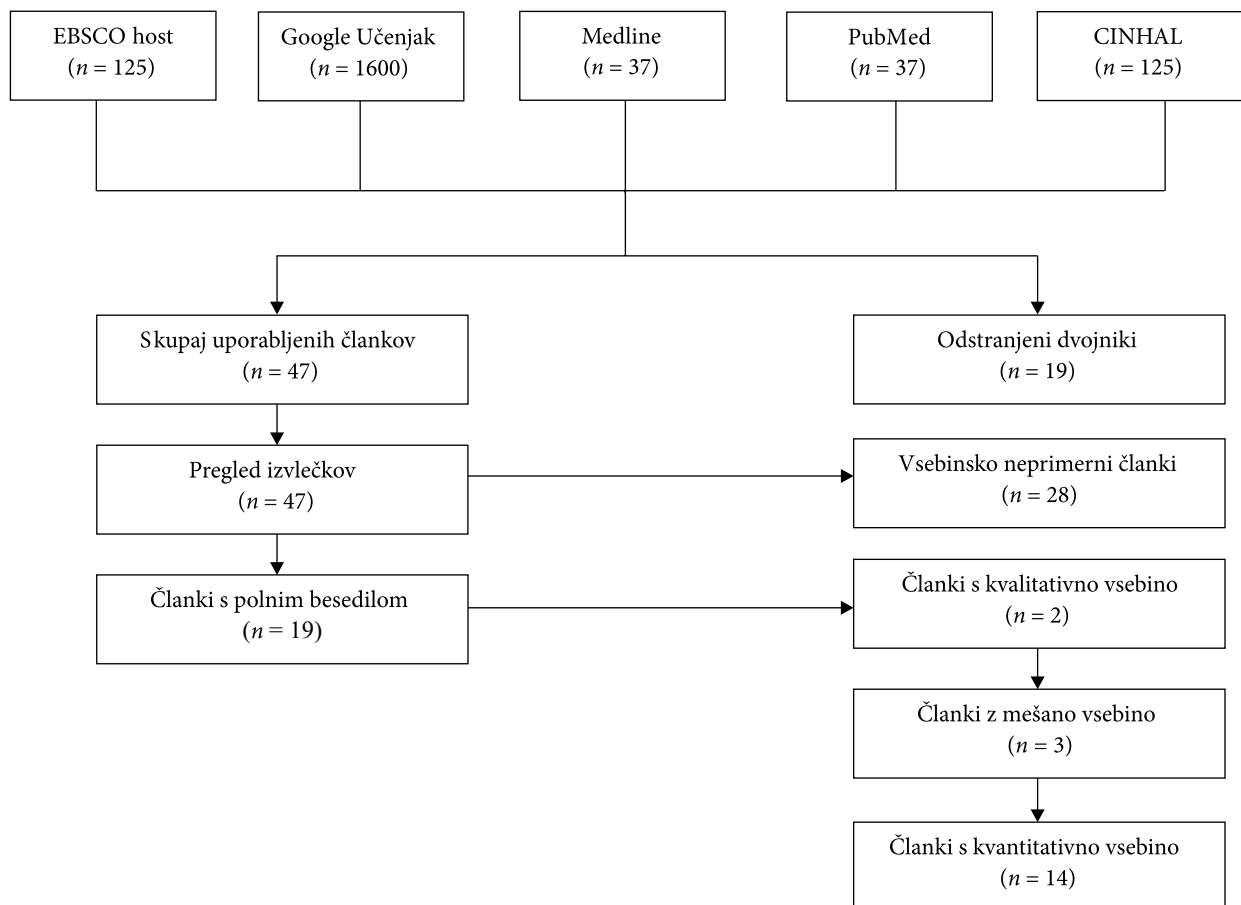 EBSCO host
(n = 125)
Google Učenjak
(n = 1600)
Medline
(n = 37)
PubMed
(n = 37)
CINHAL
(n = 125)
Skupaj uporabljenih člankov
(n = 47)
Odstranjeni dvojniki
(n = 19)
Pregled izvlečkov
(n = 47)
Vsebinsko neprimerni članki
(n = 28)
Članki s polnim besedilom
(n = 19)
Članki s kvalitativno vsebino
(n = 2)
Članki z mešano vsebino
(n = 3)
Članki s kvantitativno vsebino
(n = 14)